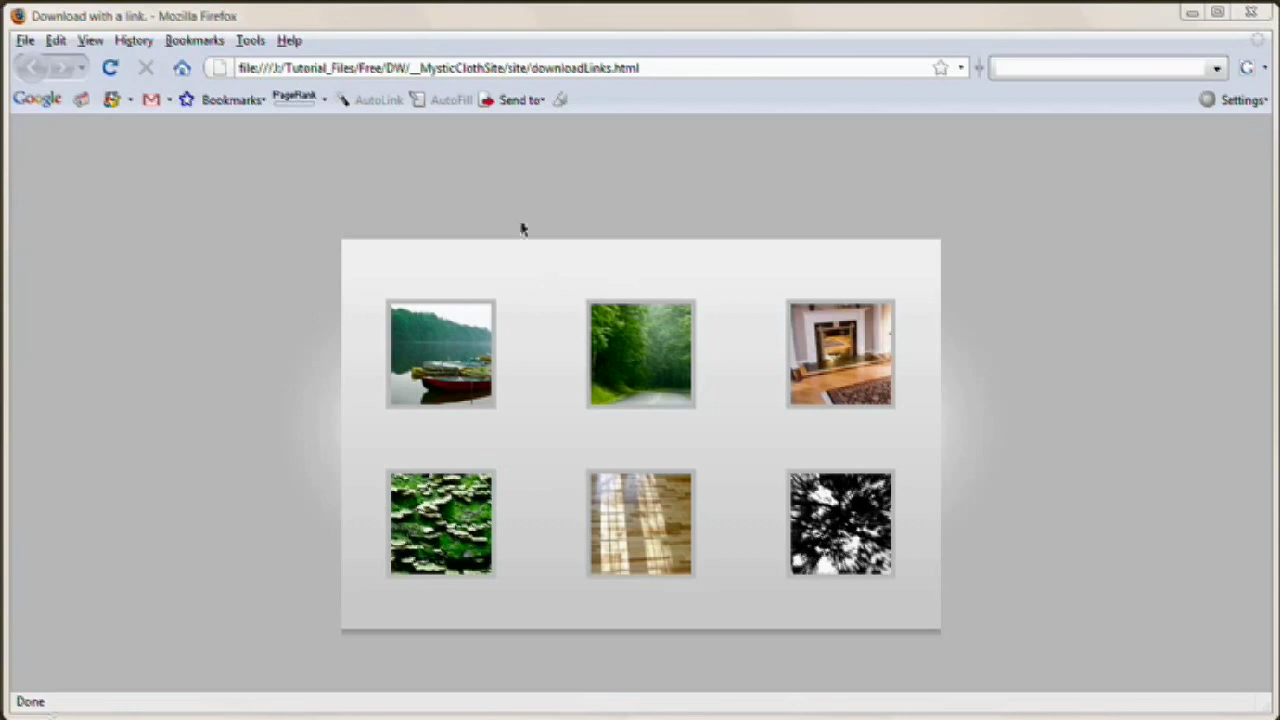 Download with a link. - Mozilla Firefox
File Edit View History Bookmarks Tools Help
/Tutorial_Files/Free/DW/__MysticClothSite/site/downloadLinks.html
Google Bookmarks PageRank AutoLink AutoFill Send to Settings
Done